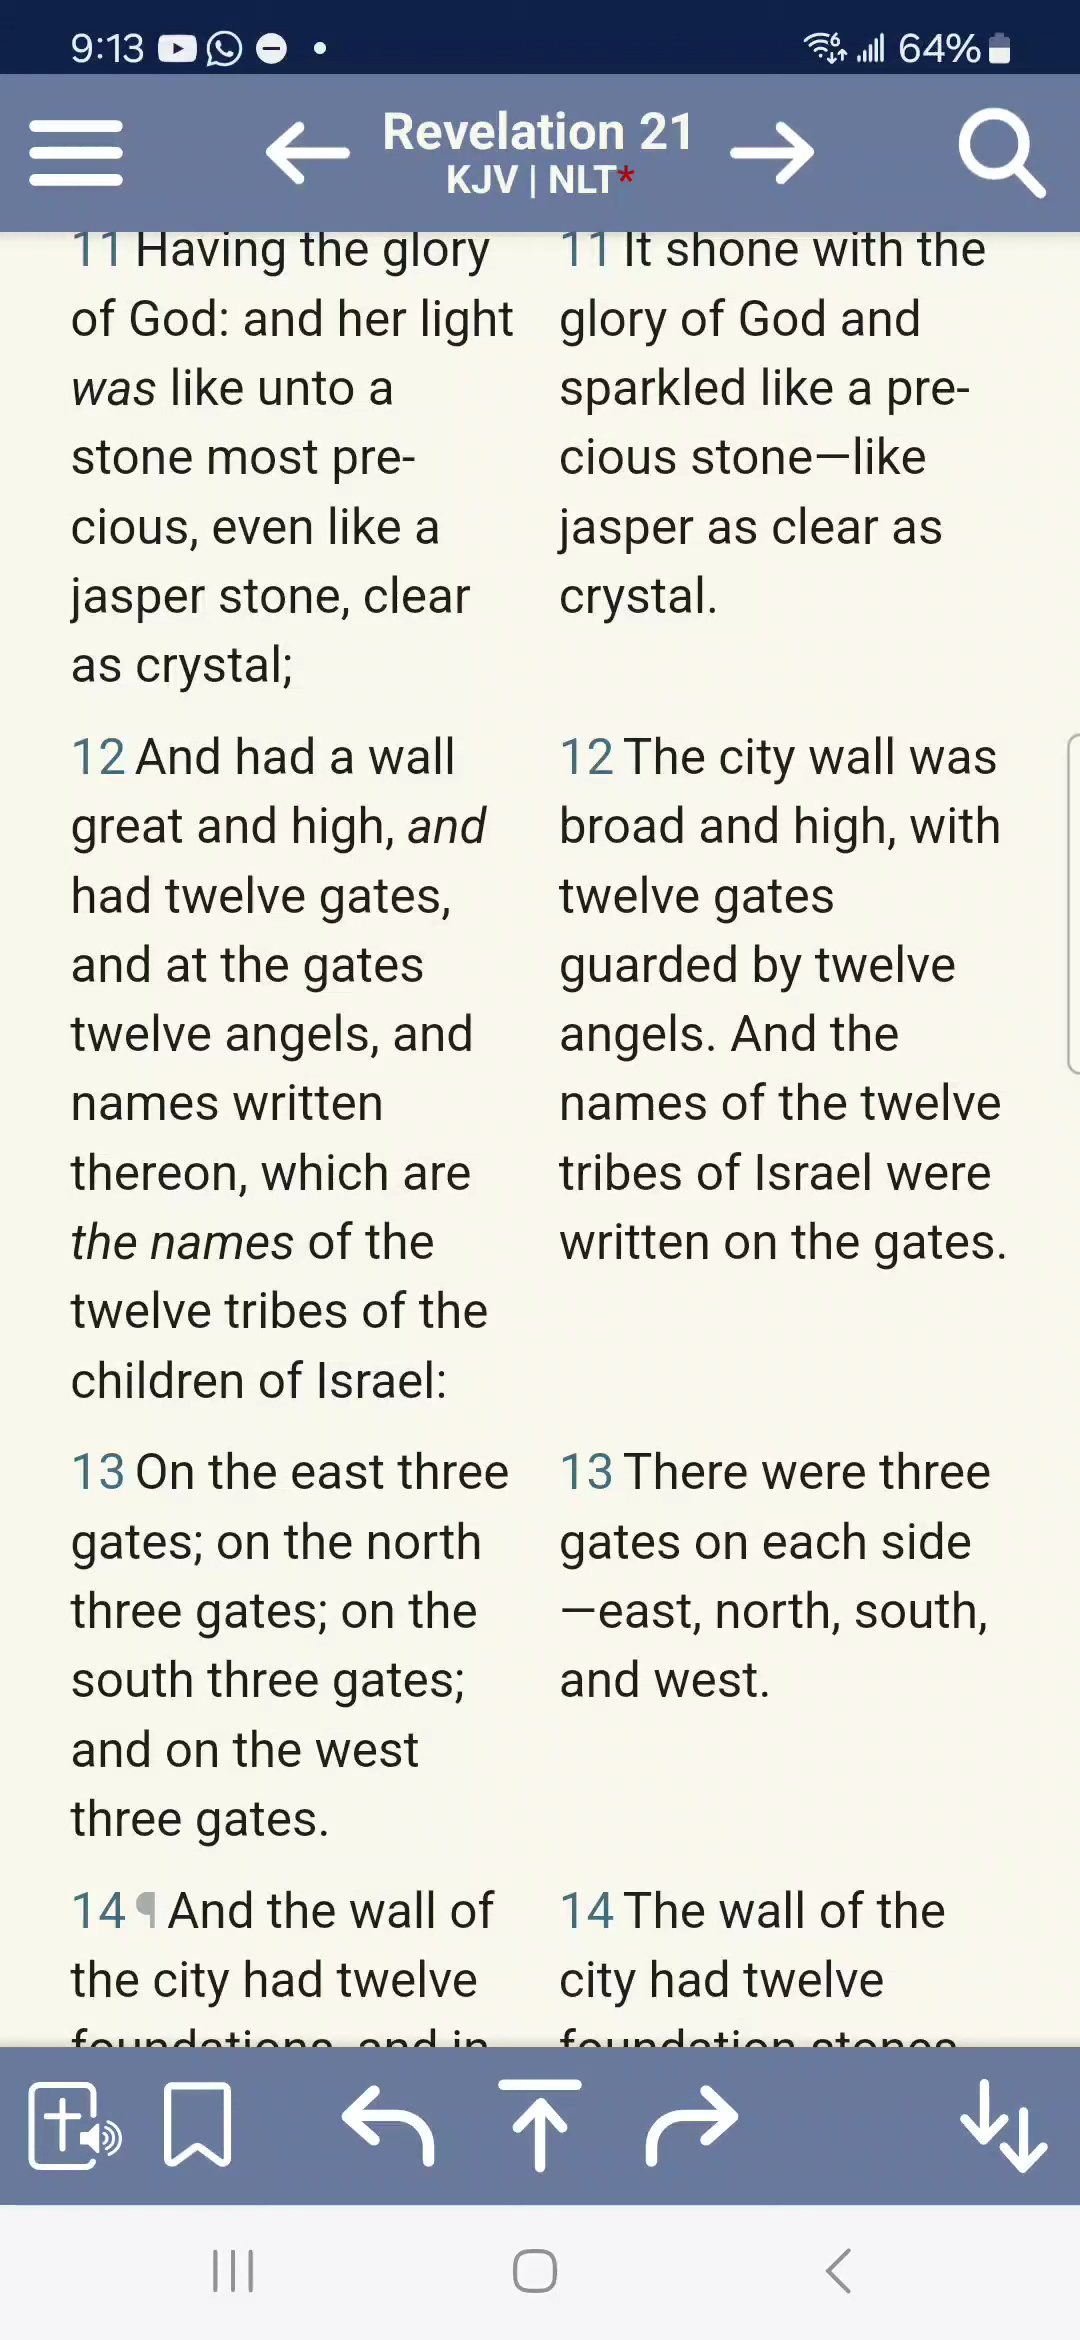 9:13
64%
Revelation 21
KJV | NLT*
11 Having the glory
of God: and her light
was like unto a
stone most pre-
cious, even like a
jasper stone, clear
as crystal;
12 And had a wall
great and high, and
had twelve gates,
and at the gates
twelve angels, and
names written
thereon, which are
the names of the
twelve tribes of the
children of Israel:
13 On the east three
gates; on the north
three gates; on the
south three gates;
and on the west
three gates.
14 ¶ And the wall of
the city had twelve
foundations, and in
11 It shone with the
glory of God and
sparkled like a pre-
cious stone—like
jasper as clear as
crystal.
12 The city wall was
broad and high, with
twelve gates
guarded by twelve
angels. And the
names of the twelve
tribes of Israel were
written on the gates.
13 There were three
gates on each side
—east, north, south,
and west.
14 The wall of the
city had twelve
foundation stones,